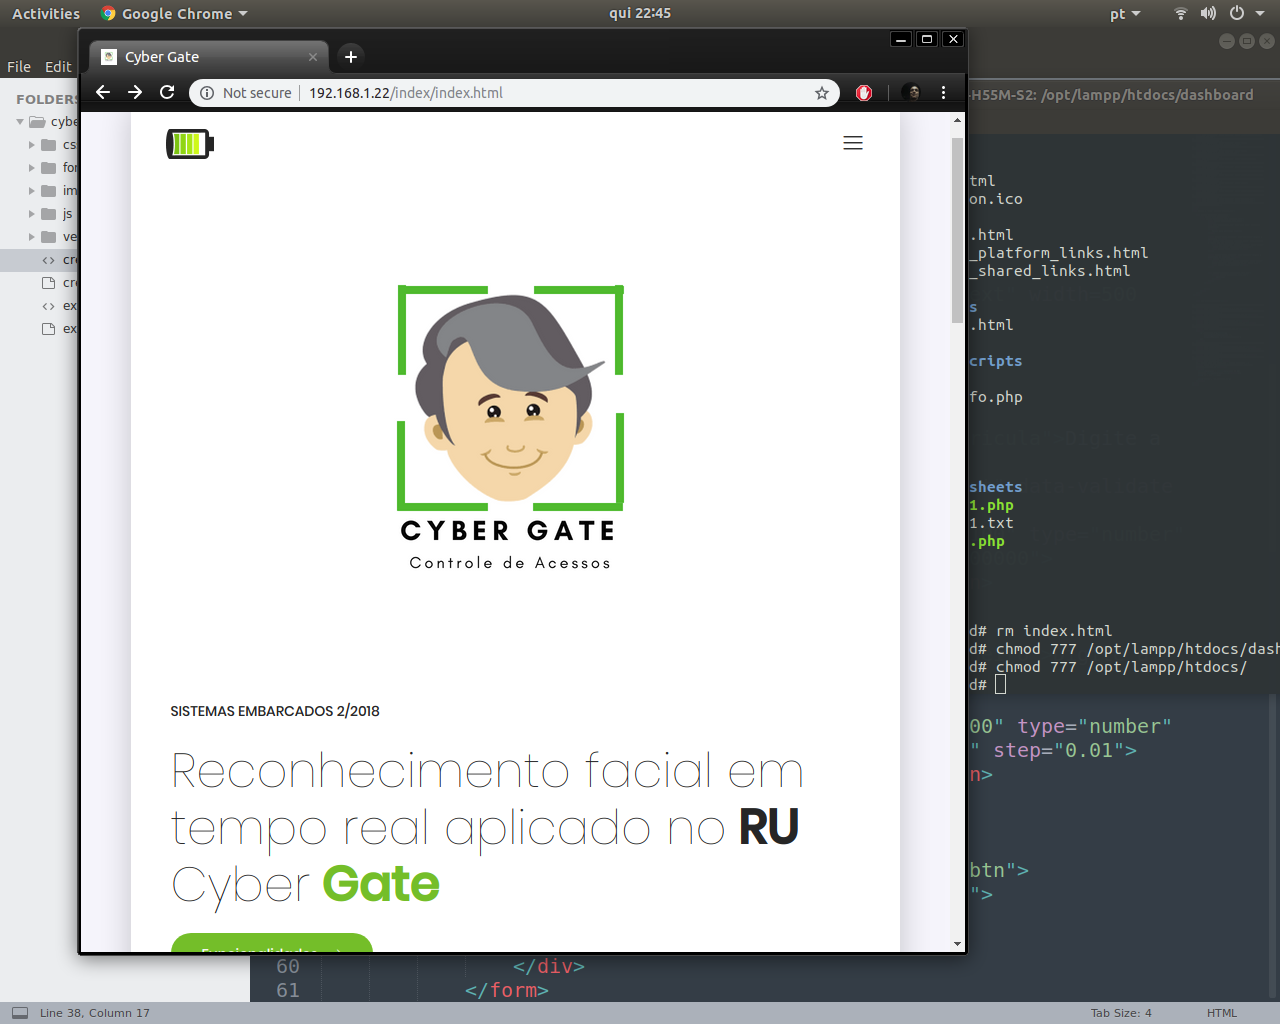 Activities
Google Chrome
qui 22:45
pt
File Edit
Cyber Gate
Not secure
192.168.1.22/index/index.html
-H55M-S2: /opt/lampp/htdocs/dashboard
FOLDERS
cybe
cs
for
im
js
ve
cre
cre
ex
ex
CYBER GATE
Controle de Acessos
SISTEMAS EMBARCADOS 2/2018
Reconhecimento facial em
tempo real aplicado no RU
Cyber Gate
Funcionalidades
tml
on.ico
.html
_platform_links.html
_shared_links.html
s
.html
cripts
fo.php
sheets
1.php
1.txt
.php
d# rm index.html
d# chmod 777 /opt/lampp/htdocs/dash
d# chmod 777 /opt/lampp/htdocs/
d#
00" type="number"
" step="0.01">
n>
btn">
">
60 </div>
61 </form>
Line 38, Column 17
Tab Size: 4
HTML